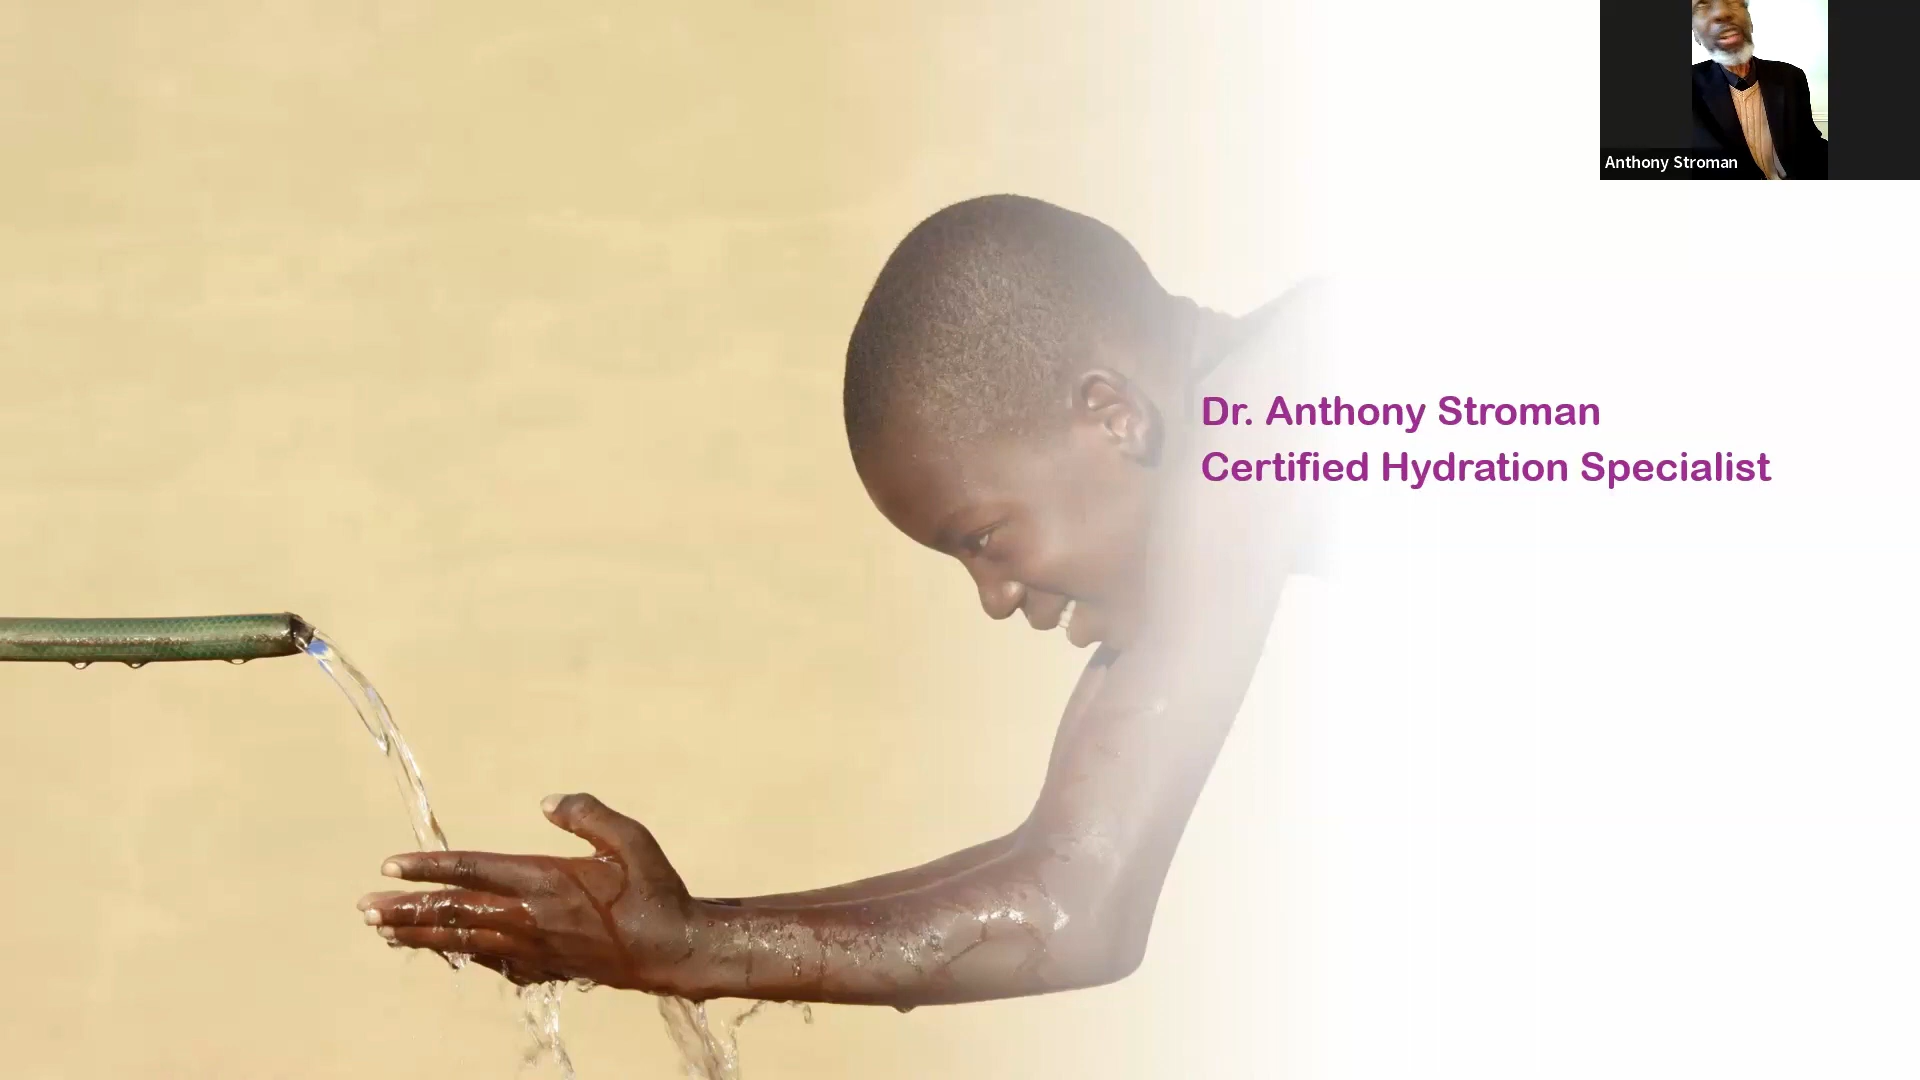 Anthony Stroman
Dr. Anthony Stroman
Certified Hydration Specialist